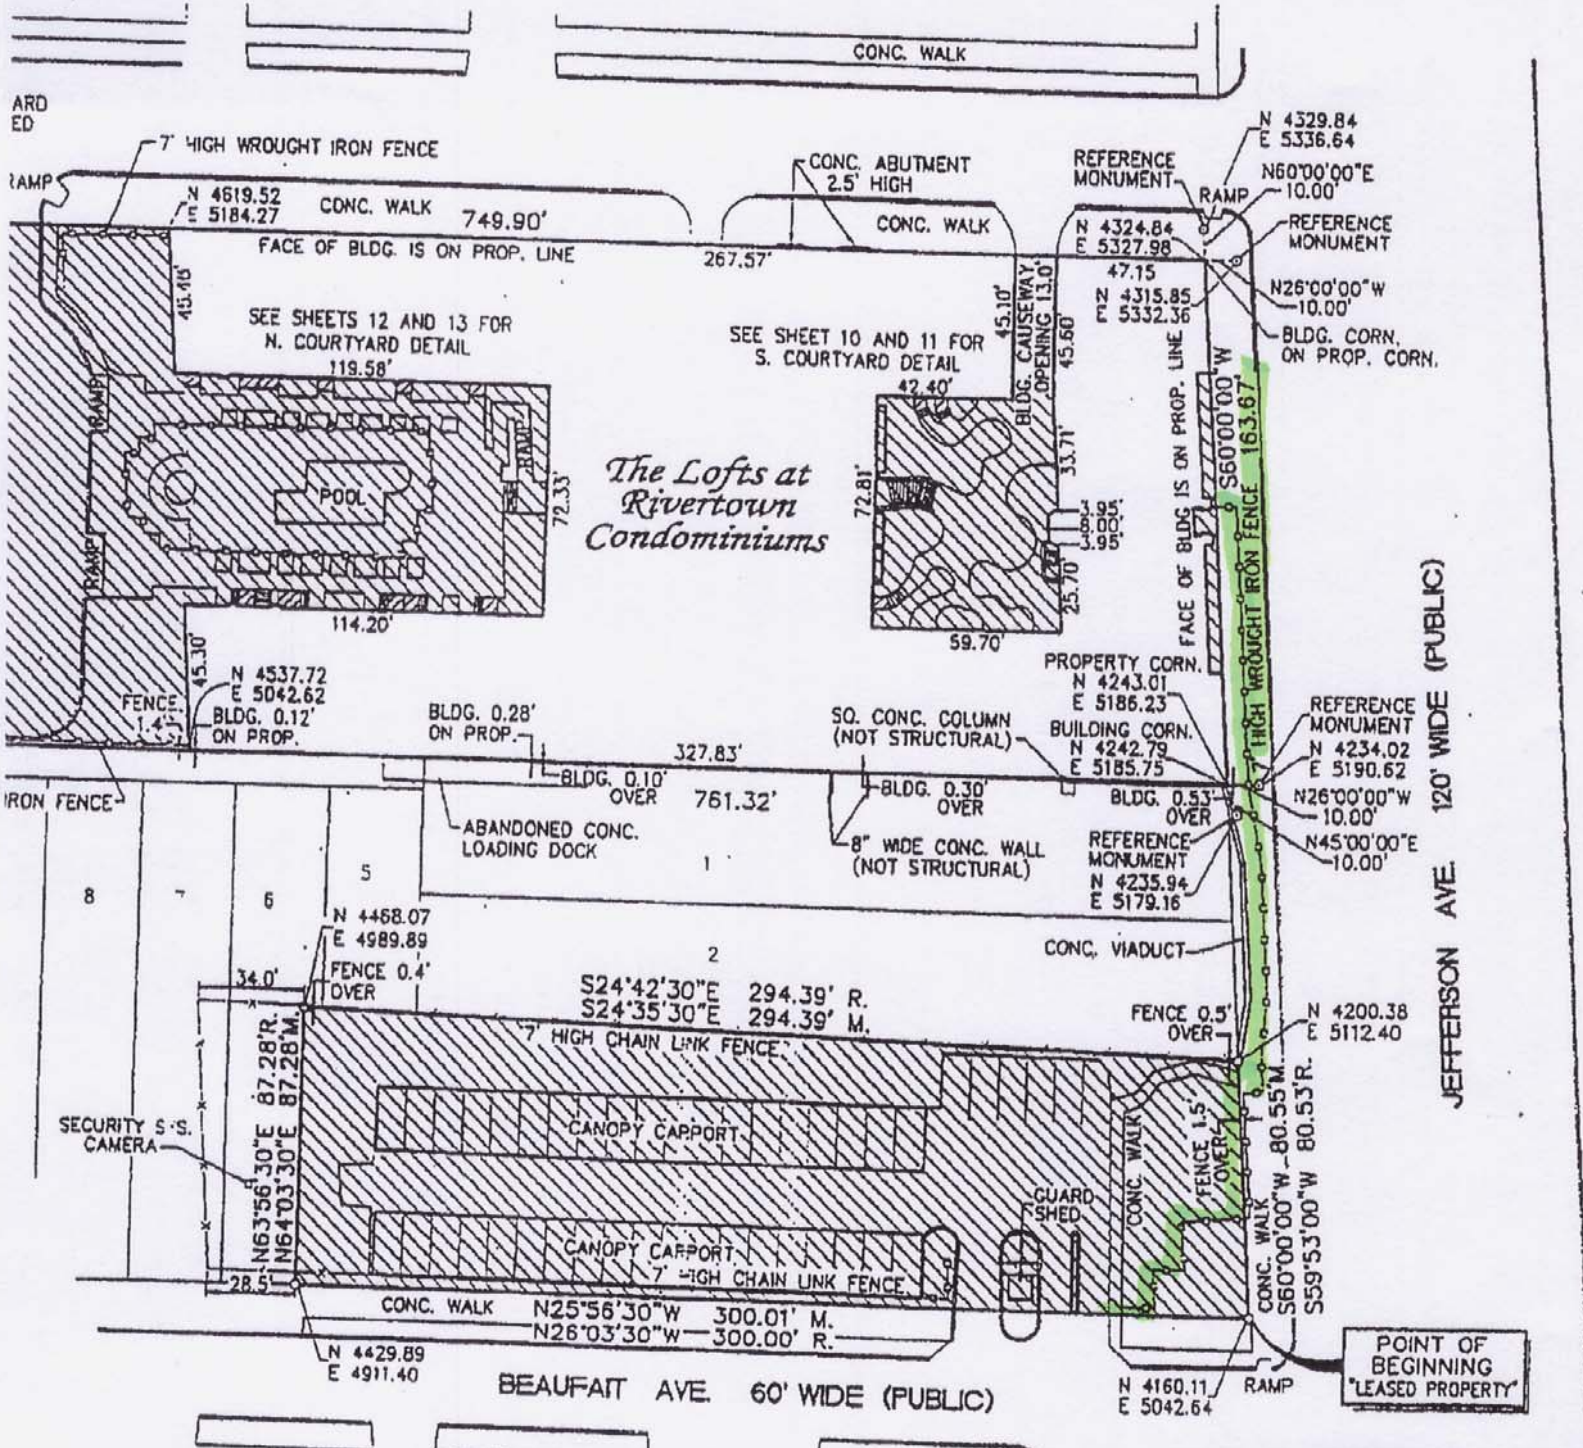 CONC. WALK
ARD
ED
7' HIGH WROUGHT IRON FENCE
RAMP
N 4619.52
E 5184.27
CONC. WALK
749.90'
FACE OF BLDG. IS ON PROP. LINE
267.57'
CONC. ABUTMENT
2.5' HIGH
CONC. WALK
REFERENCE
MONUMENT
RAMP
N 4329.84
E 5336.64
N60°00'00"E
10.00'
REFERENCE
MONUMENT
N 4324.84
E 5327.98
47.15
N 4315.85
E 5332.36
N26°00'00"W
10.00'
BLDG. CORN.
ON PROP. CORN.
SEE SHEETS 12 AND 13 FOR
N. COURTYARD DETAIL
119.58'
SEE SHEET 10 AND 11 FOR
S. COURTYARD DETAIL
42.40'
45.10'
BLDG. CAUSEWAY
OPENING 13.0'
45.60'
33.71'
RAMP
RAMP
RAMP
POOL
72.33'
114.20'
45.30'
The Lofts at
Rivertown
Condominiums
72.81'
3.95'
8.00'
3.95'
25.70'
59.70'
FACE OF BLDG IS ON PROP. LINE
S60°00'00"W 163.67'
7' HIGH WROUGHT IRON FENCE
JEFFERSON AVE. 120' WIDE (PUBLIC)
FENCE
1.4'
N 4537.72
E 5042.62
BLDG. 0.12'
ON PROP.
BLDG. 0.28'
ON PROP.
327.83'
BLDG. 0.10'
OVER
761.32'
SQ. CONC. COLUMN
(NOT STRUCTURAL)
BLDG. 0.30'
OVER
8" WIDE CONC. WALL
(NOT STRUCTURAL)
PROPERTY CORN.
N 4243.01
E 5186.23
BUILDING CORN.
N 4242.79
E 5185.75
BLDG. 0.53'
OVER
REFERENCE
MONUMENT
N 4235.94
E 5179.16
REFERENCE
MONUMENT
N 4234.02
E 5190.62
N26°00'00"W
10.00'
N45°00'00"E
10.00'
IRON FENCE
ABANDONED CONC.
LOADING DOCK
8
7
6
5
1
2
N 4468.07
E 4989.89
34.0'
FENCE 0.4'
OVER
S24°42'30"E 294.39' R.
S24°35'30"E 294.39' M.
7' HIGH CHAIN LINK FENCE
CONC. VIADUCT
FENCE 0.5'
OVER
N 4200.38
E 5112.40
SECURITY
CAMERA
N63°56'30"E 87.28'R.
N64°03'30"E 87.28'M.
CANOPY CARPORT
CANOPY CARPORT
7' HIGH CHAIN LINK FENCE
GUARD
SHED
CONC. WALK
FENCE 1.5'
OVER
CONC. WALK
S60°00'00"W 80.55'M.
S59°53'00"W 80.53'R.
28.5'
CONC. WALK
N25°56'30"W 300.01' M.
N26°03'30"W 300.00' R.
N 4429.89
E 4911.40
BEAUFAIT AVE. 60' WIDE (PUBLIC)
N 4160.11
E 5042.64
RAMP
POINT OF
BEGINNING
"LEASED PROPERTY"